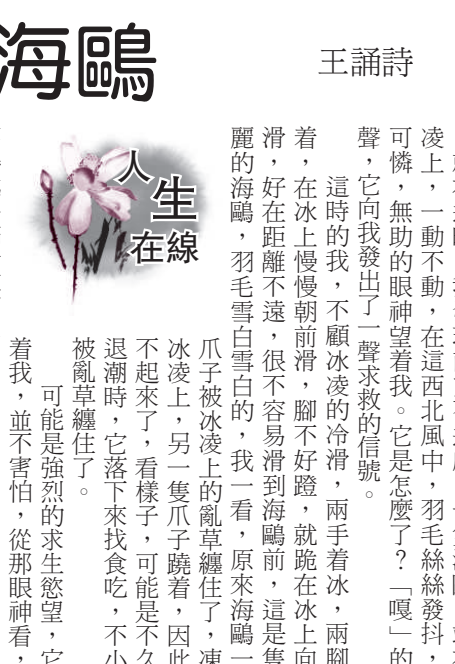 海鷗
王誦詩
人生
在線
凌上，一動不動，在這西北風中，羽毛絲絲發抖，
可憐，無助的眼神望着我。它是怎麼了？「嘎」的
聲，它向我發出了一聲求救的信號。
這時的我，不顧冰凌的冷滑，兩手着冰，兩腳
着，在冰上慢慢朝前滑，腳不好蹬，就跪在冰上向
滑，好在距離不遠，很不容易滑到海鷗前，這是隻
麗的海鷗，羽毛雪白雪白的，我一看，原來海鷗一
爪子被冰凌上的亂草纏住了，凍
冰凌上，另一隻爪子蹺着，因此
不起來了，看樣子，可能是不久
退潮時，它落下來找食吃，不小
被亂草纏住了。
可能是強烈的求生慾望，它
着我，並不害怕，從那眼神看，